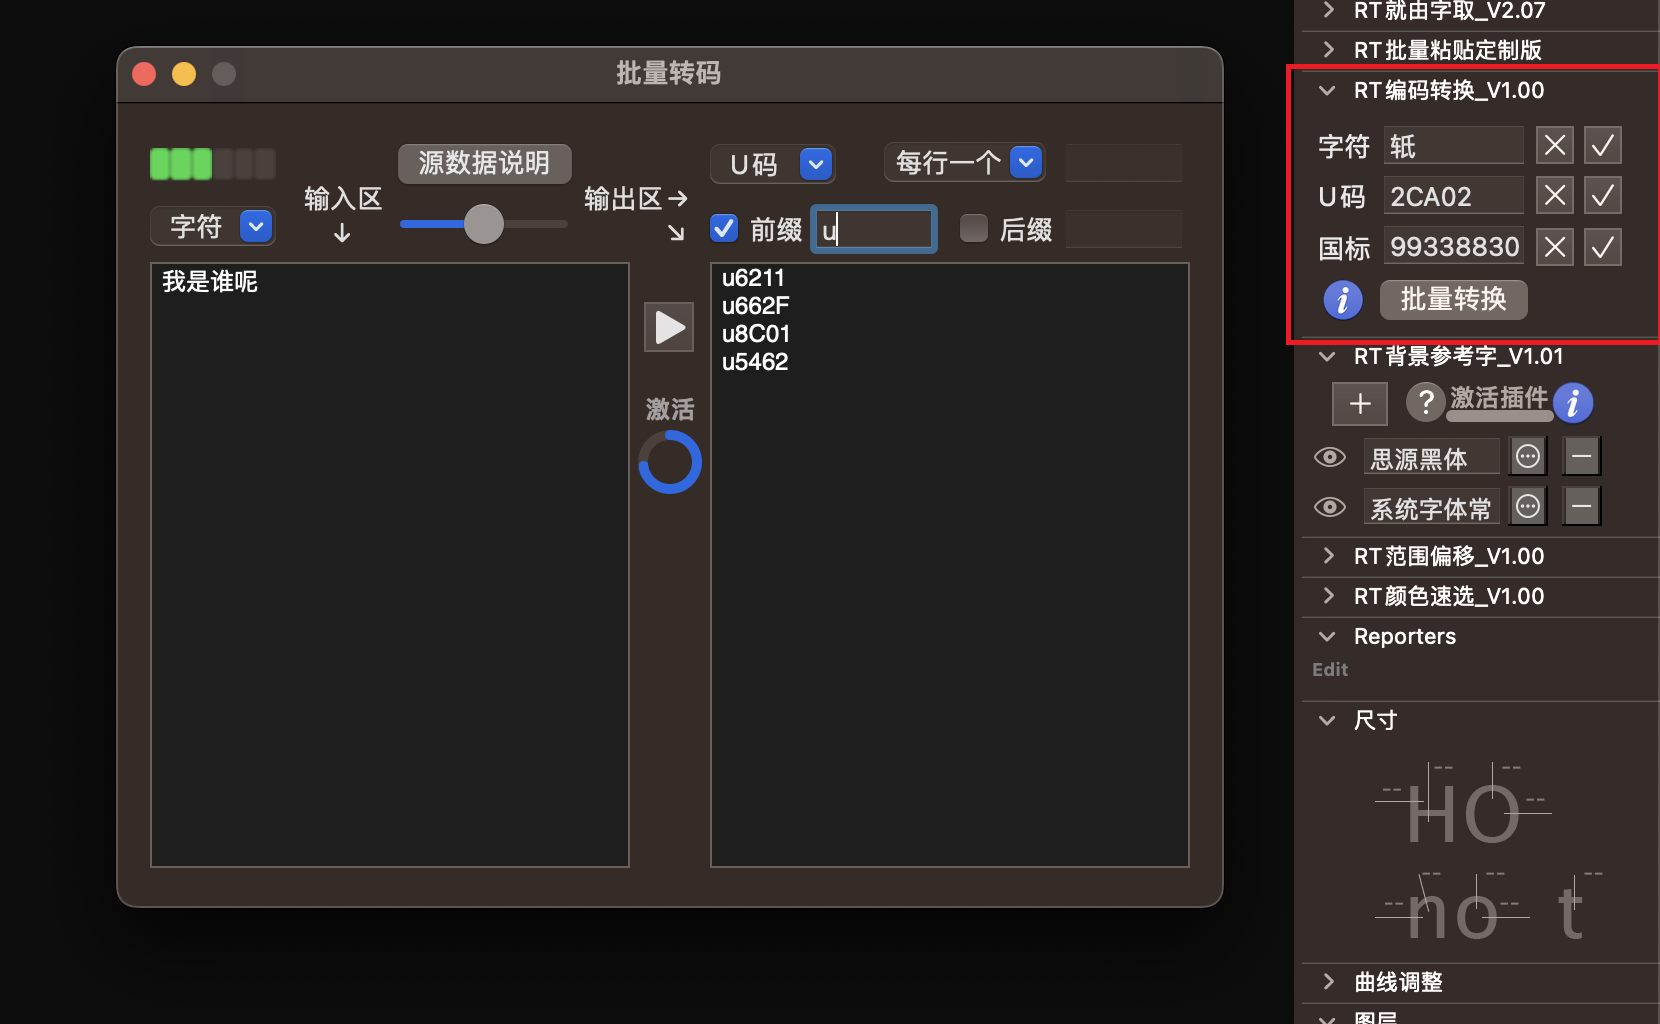 批量转码
源数据说明
U码
每行一个
输入区
输出区→
↓
↘
字符
前缀
u
后缀
我是谁呢
u6211
u662F
u8C01
u5462
激活
RT就由字取_V2.07
RT批量粘贴定制版
RT编码转换_V1.00
字符
U码 2CA02
国标 99338830
i 批量转换
RT背景参考字_V1.01
+ ? 激活插件 i
思源黑体
系统字体常
RT范围偏移_V1.00
RT颜色速选_V1.00
Reporters
Edit
尺寸
-- --
-- HO --
-- -- --
-- no -- t
曲线调整
图层